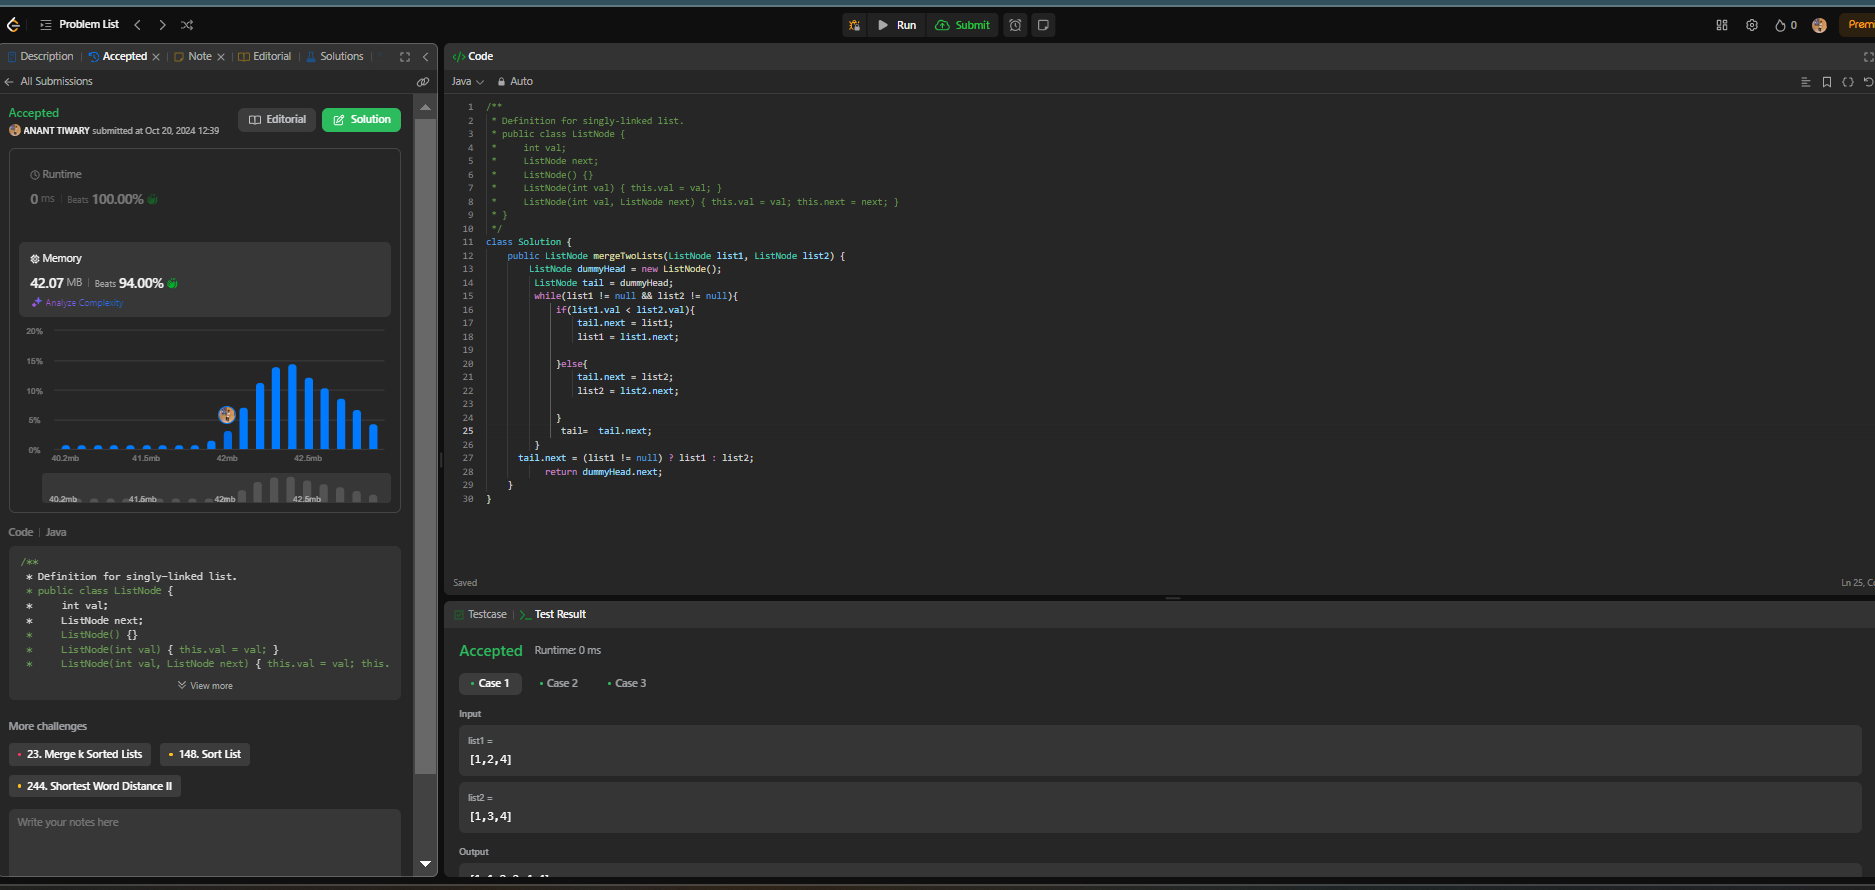 Problem List
Run
Submit
0
Description
Accepted
Note
Editorial
Solutions
All Submissions
Accepted
ANANT TIWARY submitted at Oct 20, 2024 12:39
Editorial
Solution
Runtime
0 ms | Beats 100.00%
Memory
42.07 MB | Beats 94.00%
Analyze Complexity
20%
15%
10%
5%
0%
40.2mb 41.5mb 42mb 42.5mb
40.2mb 41.5mb 42mb 42.5mb
Code | Java
/**
* Definition for singly-linked list.
* public class ListNode {
*     int val;
*     ListNode next;
*     ListNode() {}
*     ListNode(int val) { this.val = val; }
*     ListNode(int val, ListNode next) { this.val = val; this.
View more
More challenges
23. Merge k Sorted Lists
148. Sort List
244. Shortest Word Distance II
Write your notes here
Code
Java
Auto
1 /**
2 * Definition for singly-linked list.
3 * public class ListNode {
4 *     int val;
5 *     ListNode next;
6 *     ListNode() {}
7 *     ListNode(int val) { this.val = val; }
8 *     ListNode(int val, ListNode next) { this.val = val; this.next = next; }
9 * }
10 */
11 class Solution {
12     public ListNode mergeTwoLists(ListNode list1, ListNode list2) {
13         ListNode dummyHead = new ListNode();
14          ListNode tail = dummyHead;
15          while(list1 != null && list2 != null){
16              if(list1.val < list2.val){
17                  tail.next = list1;
18                  list1 = list1.next;
19
20              }else{
21                  tail.next = list2;
22                  list2 = list2.next;
23
24              }
25               tail=  tail.next;
26          }
27       tail.next = (list1 != null) ? list1 : list2;
28            return dummyHead.next;
29     }
30 }
Saved
Ln 25,
Testcase
Test Result
Accepted
Runtime: 0 ms
Case 1
Case 2
Case 3
Input
list1 =
[1,2,4]
list2 =
[1,3,4]
Output